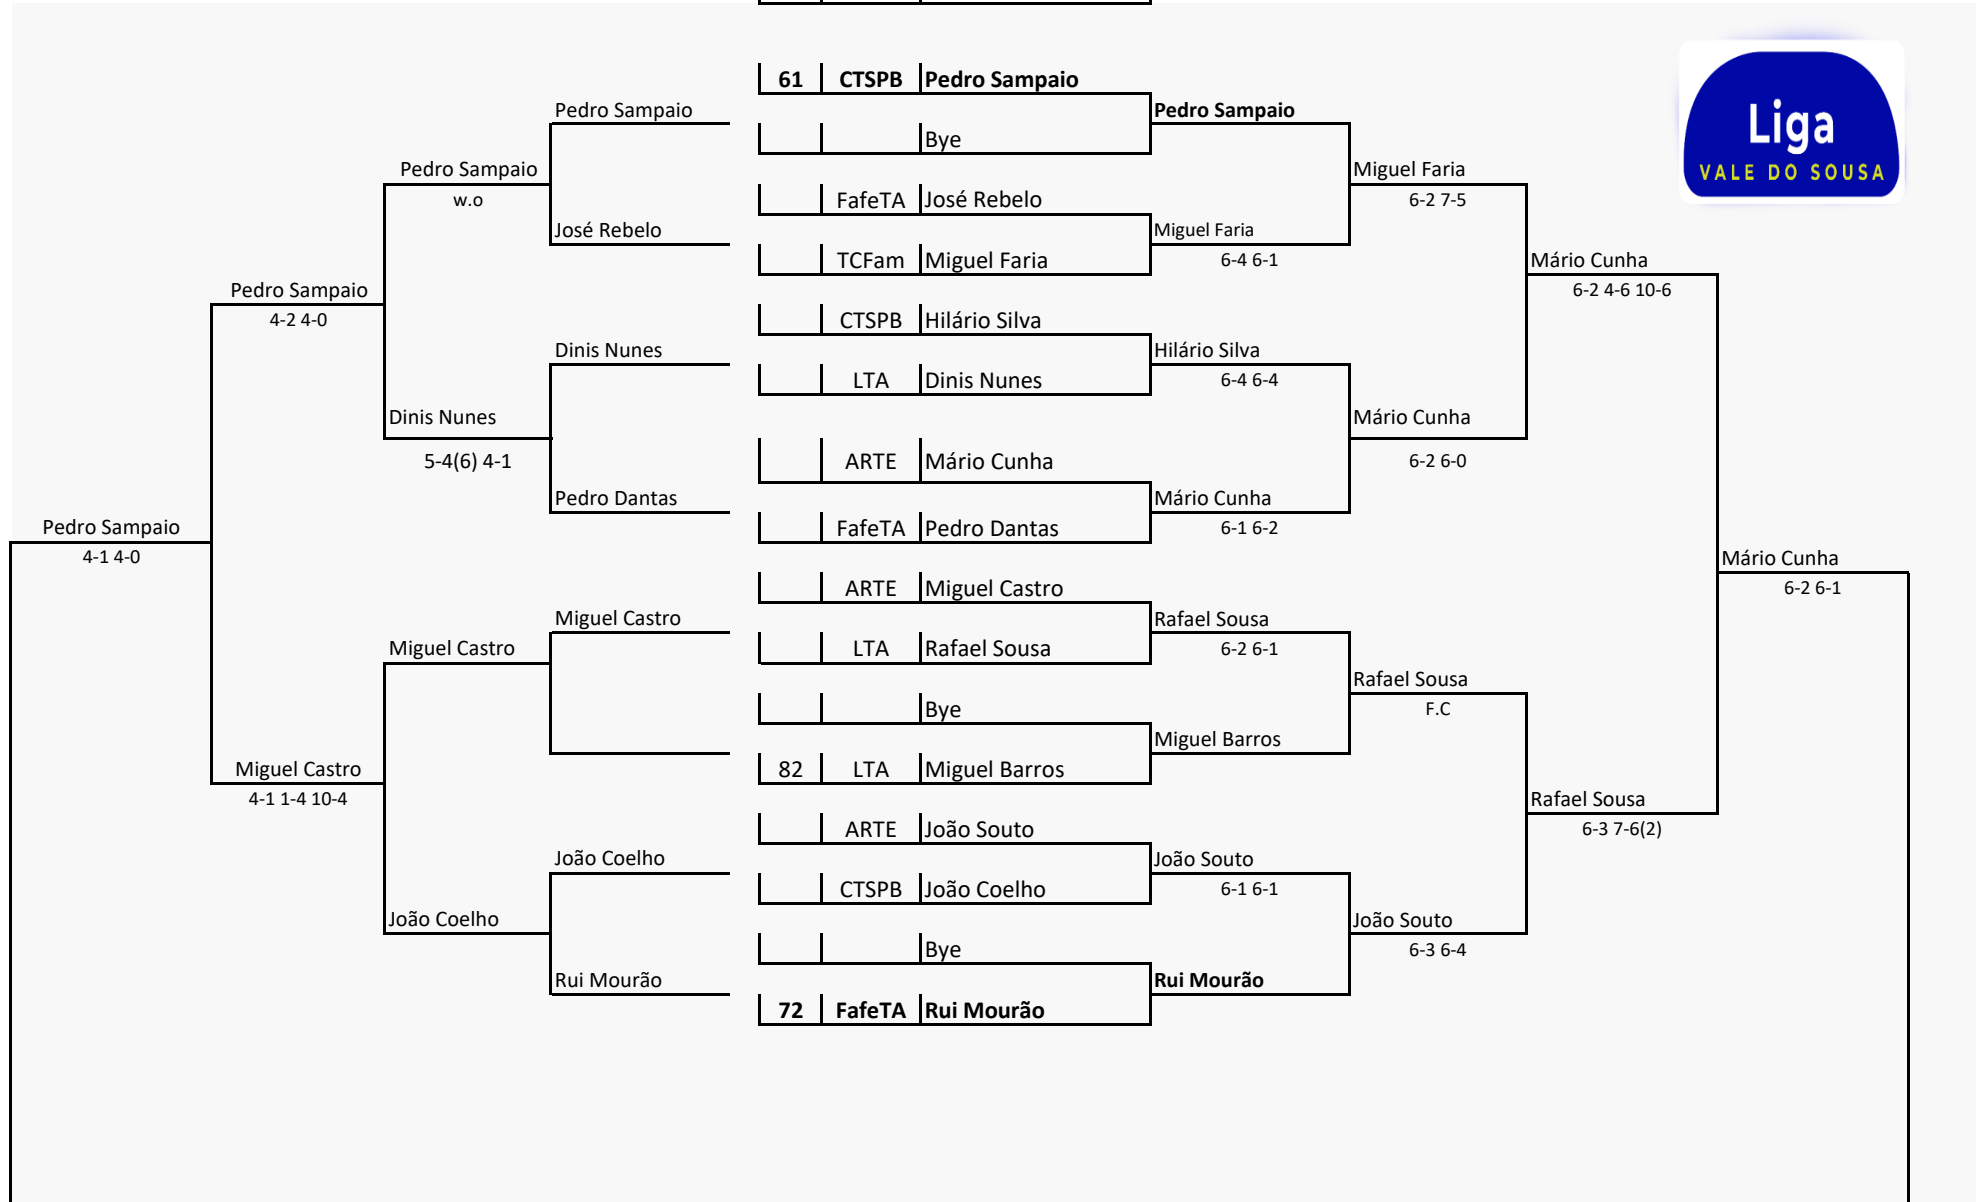 61 CTSPB Pedro Sampaio
Pedro Sampaio Pedro Sampaio
Bye
Liga
VALE DO SOUSA
Pedro Sampaio Miguel Faria
w.o FafeTA José Rebelo 6-2 7-5
José Rebelo Miguel Faria
TCFam Miguel Faria 6-4 6-1 Mário Cunha
Pedro Sampaio 6-2 4-6 10-6
4-2 4-0 CTSPB Hilário Silva
Dinis Nunes Hilário Silva
LTA Dinis Nunes 6-4 6-4
Dinis Nunes Mário Cunha
5-4(6) 4-1 ARTE Mário Cunha 6-2 6-0
Pedro Dantas Mário Cunha
Pedro Sampaio FafeTA Pedro Dantas 6-1 6-2
4-1 4-0 Mário Cunha
ARTE Miguel Castro 6-2 6-1
Miguel Castro Rafael Sousa
Miguel Castro LTA Rafael Sousa 6-2 6-1
Rafael Sousa
Bye F.C
Miguel Barros
Miguel Castro 82 LTA Miguel Barros
4-1 1-4 10-4 Rafael Sousa
ARTE João Souto 6-3 7-6(2)
João Coelho João Souto
CTSPB João Coelho 6-1 6-1
João Coelho João Souto
Bye 6-3 6-4
Rui Mourão Rui Mourão
72 FafeTA Rui Mourão